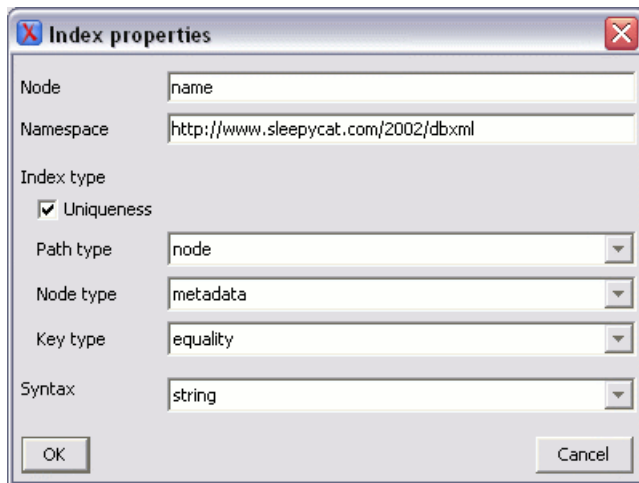 Index properties
Node name
Namespace http://www.sleepycat.com/2002/dbxml
Index type
Uniqueness
Path type node
Node type metadata
Key type equality
Syntax string
OK Cancel